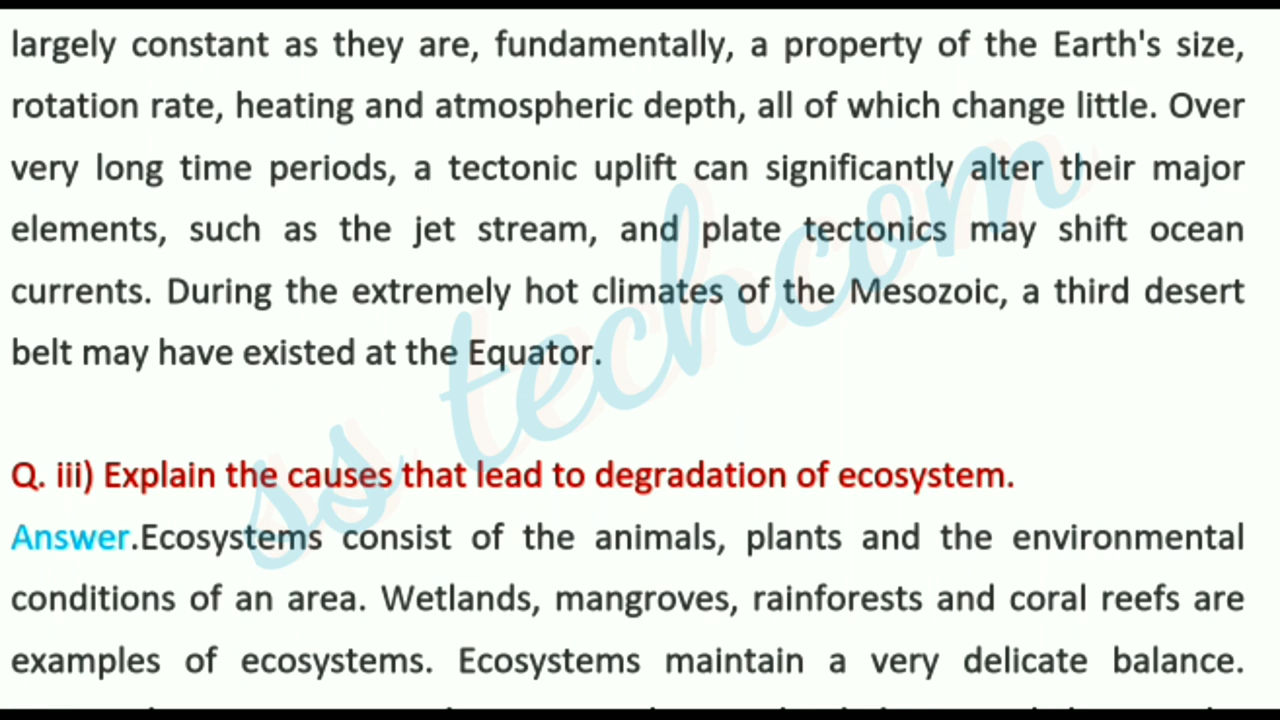 largely constant as they are, fundamentally, a property of the Earth's size,
rotation rate, heating and atmospheric depth, all of which change little. Over
very long time periods, a tectonic uplift can significantly alter their major
elements, such as the jet stream, and plate tectonics may shift ocean
currents. During the extremely hot climates of the Mesozoic, a third desert
belt may have existed at the Equator.
ss techcom
Q. iii) Explain the causes that lead to degradation of ecosystem.
Answer.Ecosystems consist of the animals, plants and the environmental
conditions of an area. Wetlands, mangroves, rainforests and coral reefs are
examples of ecosystems. Ecosystems maintain a very delicate balance.